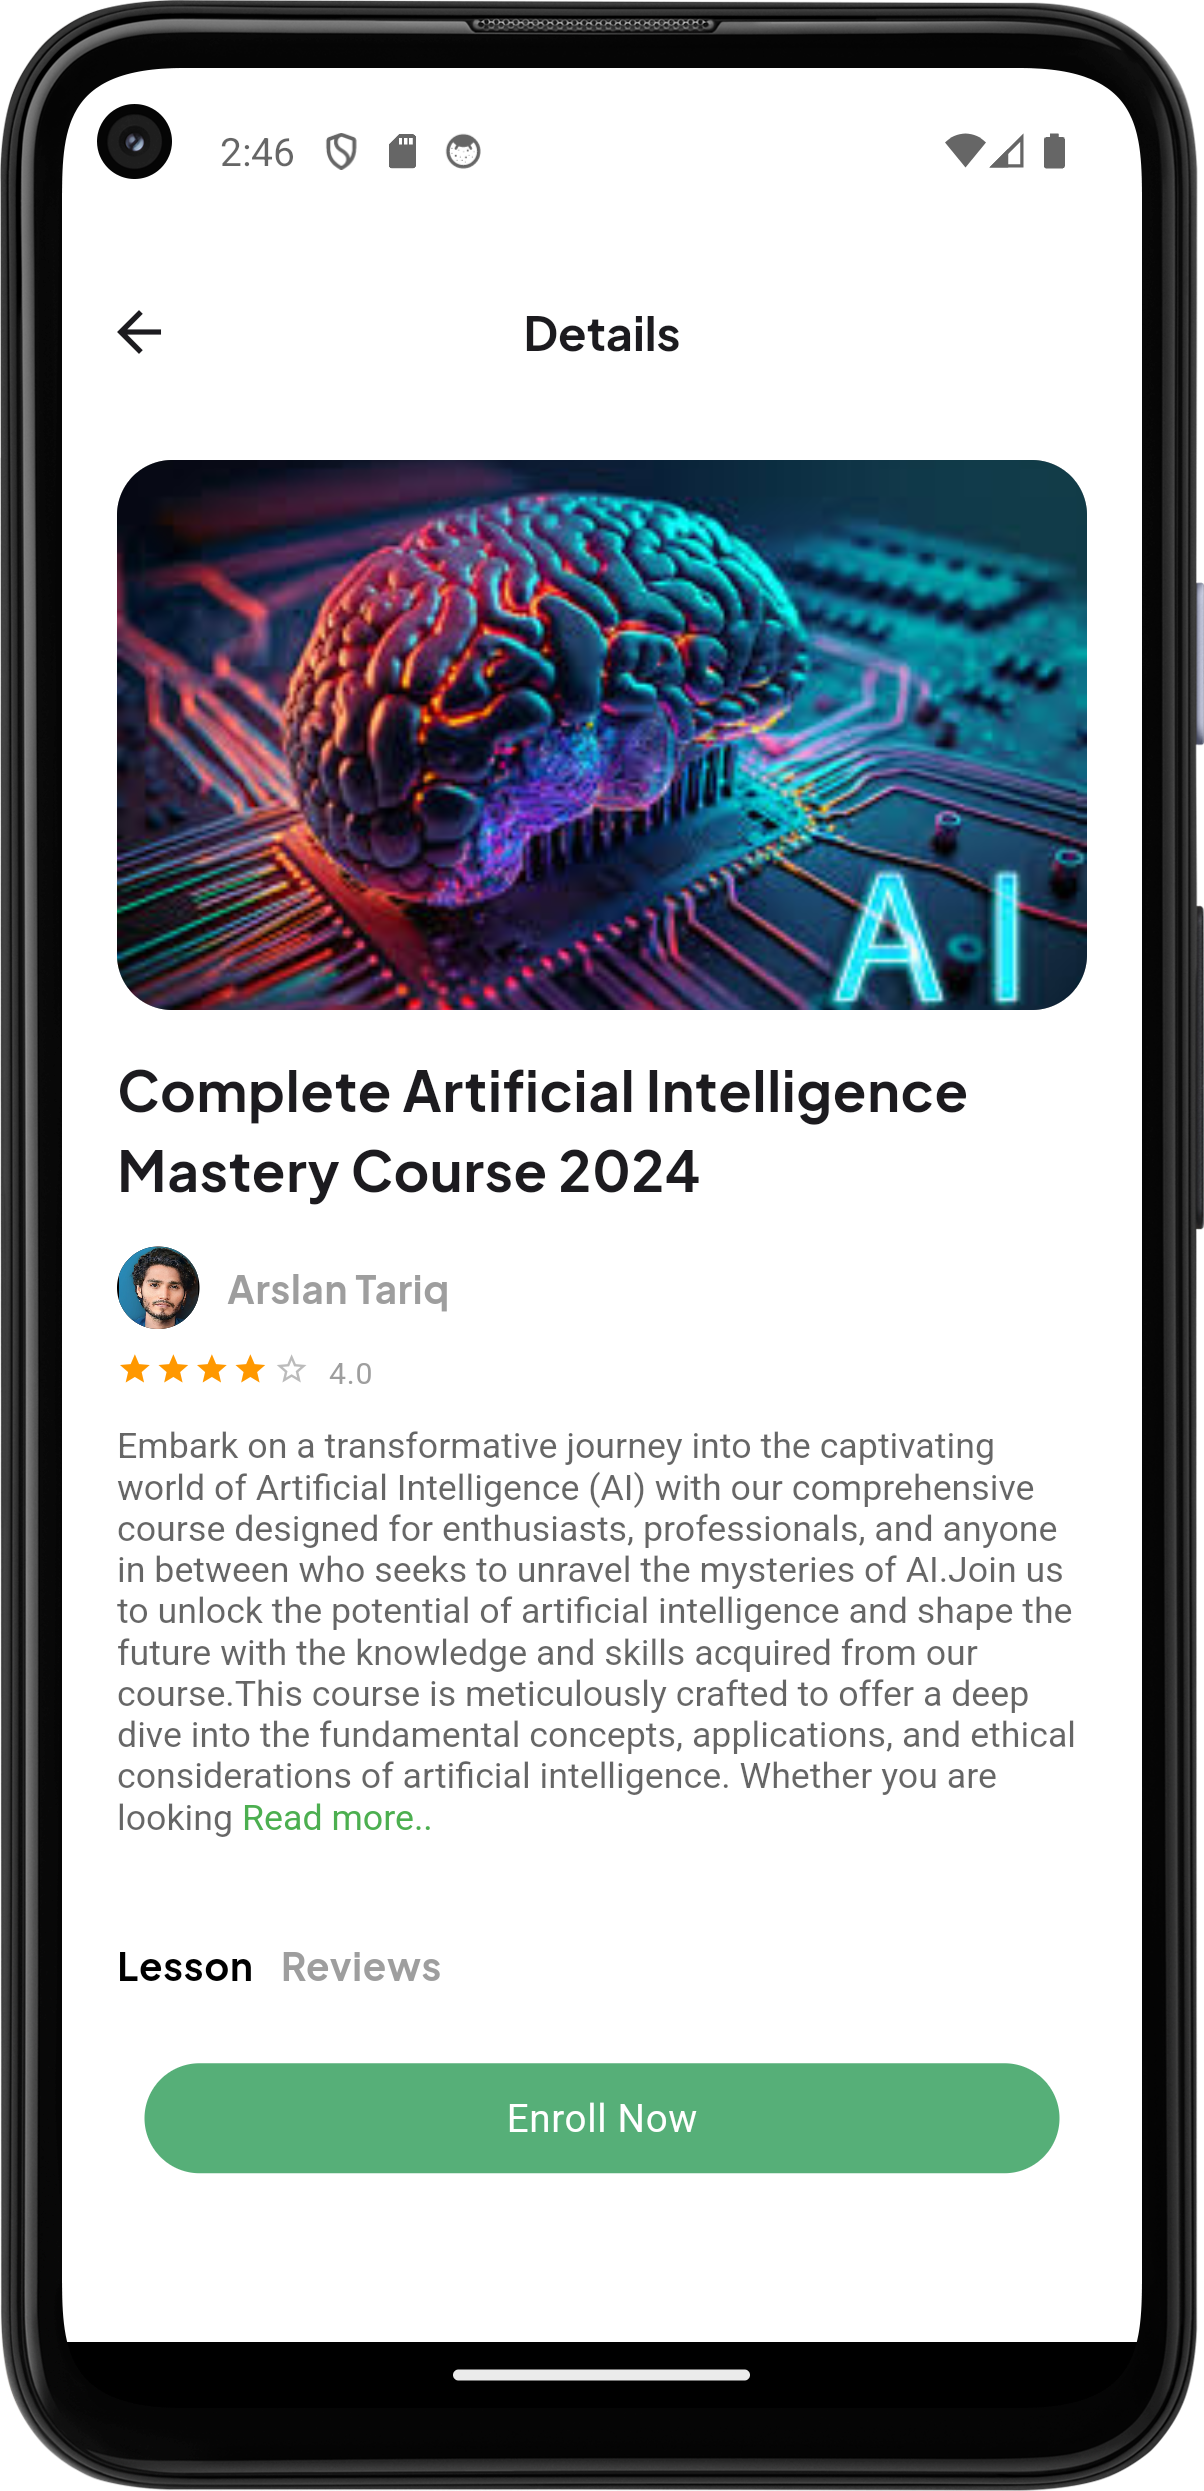 2:46
Details
AI
Complete Artificial Intelligence
Mastery Course 2024
Arslan Tariq
4.0
Embark on a transformative journey into the captivating
world of Artificial Intelligence (AI) with our comprehensive
course designed for enthusiasts, professionals, and anyone
in between who seeks to unravel the mysteries of AI.Join us
to unlock the potential of artificial intelligence and shape the
future with the knowledge and skills acquired from our
course.This course is meticulously crafted to offer a deep
dive into the fundamental concepts, applications, and ethical
considerations of artificial intelligence. Whether you are
looking Read more..
Lesson Reviews
Enroll Now